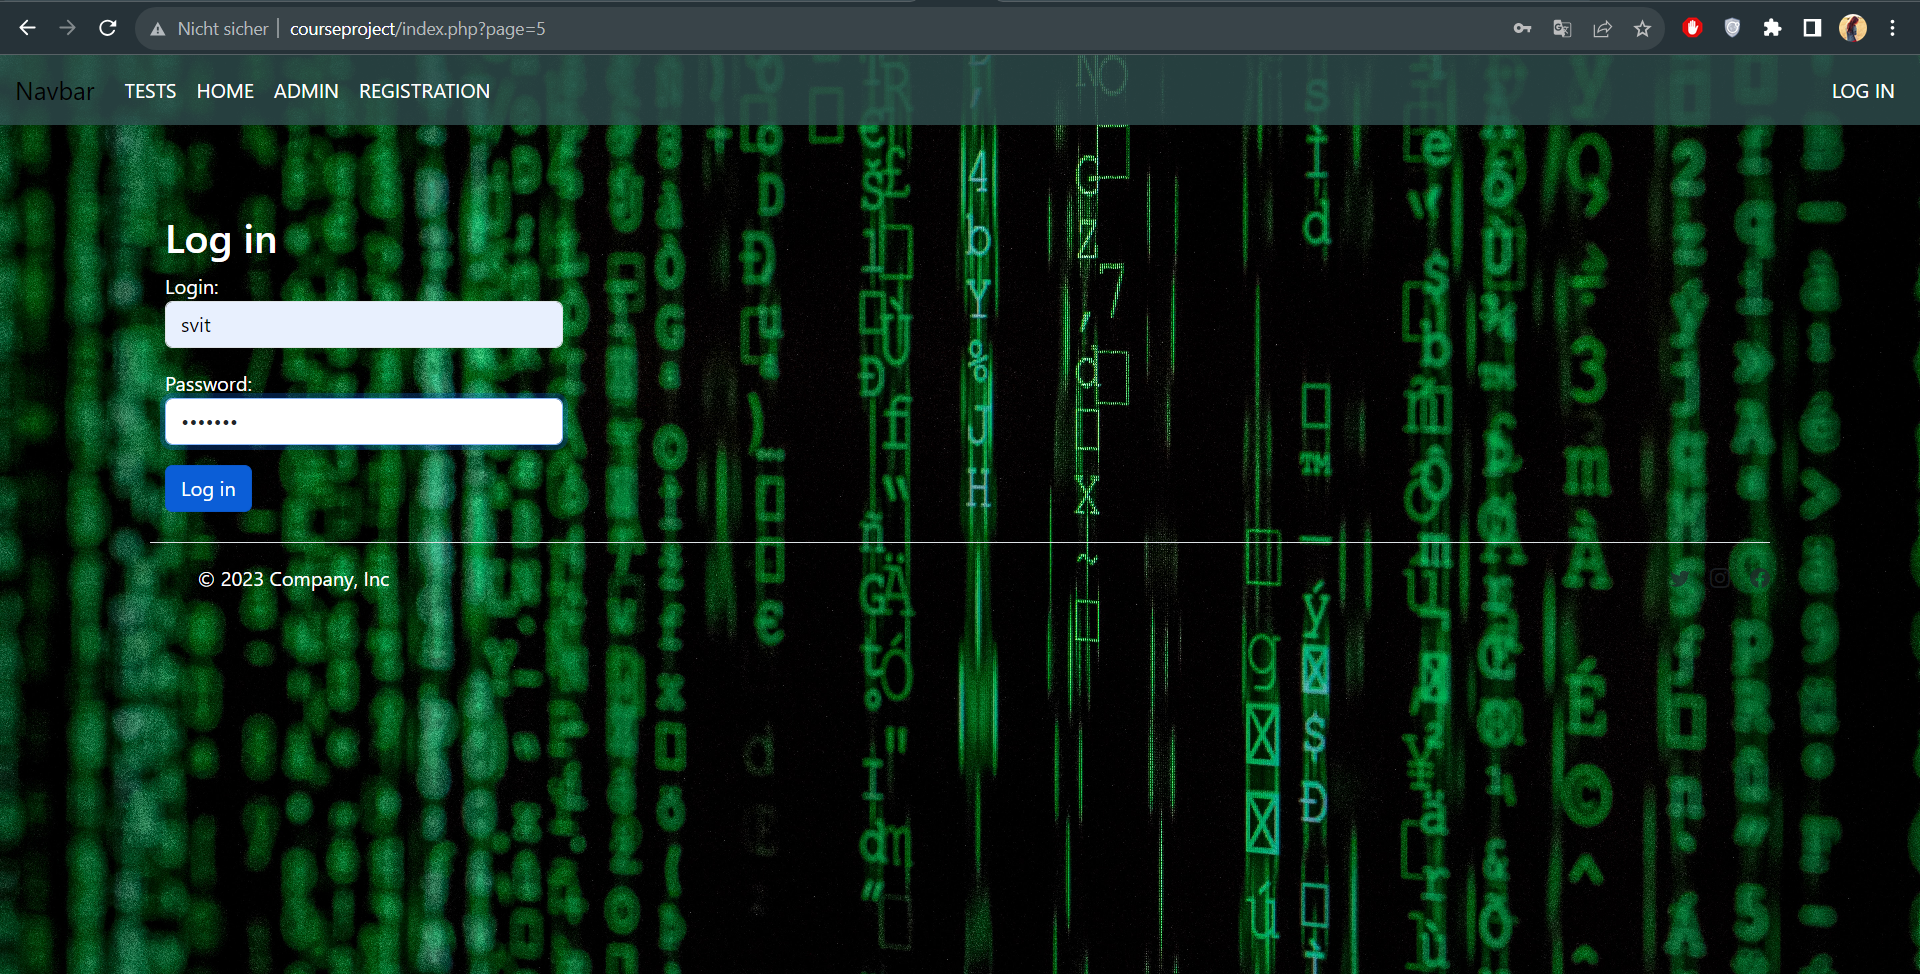 Nicht sicher courseproject/index.php?page=5
Navbar TESTS HOME ADMIN REGISTRATION LOG IN
Log in
Login:
svit
Password:
•••••••
Log in
© 2023 Company, Inc